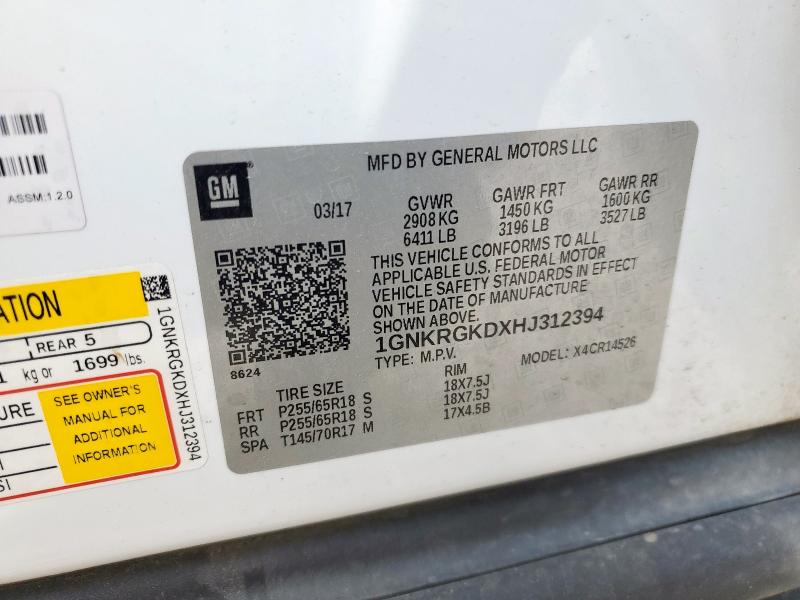 ASSM:1.2.0
ATION
REAR 5
kg or 1699 lbs.
URE
SEE OWNER'S
MANUAL FOR
ADDITIONAL
INFORMATION
SI
1GNKRGKDXHJ312394
GM
MFD BY GENERAL MOTORS LLC
03/17
GVWR
2908 KG
6411 LB
GAWR FRT
1450 KG
3196 LB
GAWR RR
1600 KG
3527 LB
THIS VEHICLE CONFORMS TO ALL
APPLICABLE U.S. FEDERAL MOTOR
VEHICLE SAFETY STANDARDS IN EFFECT
ON THE DATE OF MANUFACTURE
SHOWN ABOVE.
1GNKRGKDXHJ312394
TYPE: M.P.V.
MODEL: X4CR14526
8624
TIRE SIZE
RIM
FRT P255/65R18 S 18X7.5J
RR P255/65R18 S 18X7.5J
SPA T145/70R17 M 17X4.5B